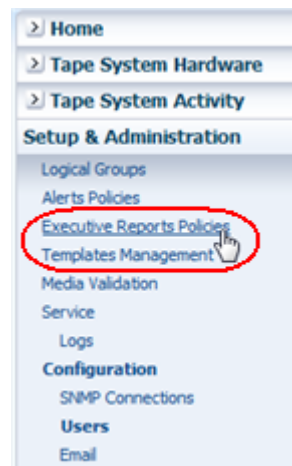 Home
Tape System Hardware
Tape System Activity
Setup & Administration
Logical Groups
Alerts Policies
Executive Reports Policies
Templates Management
Media Validation
Service
Logs
Configuration
SNMP Connections
Users
Email